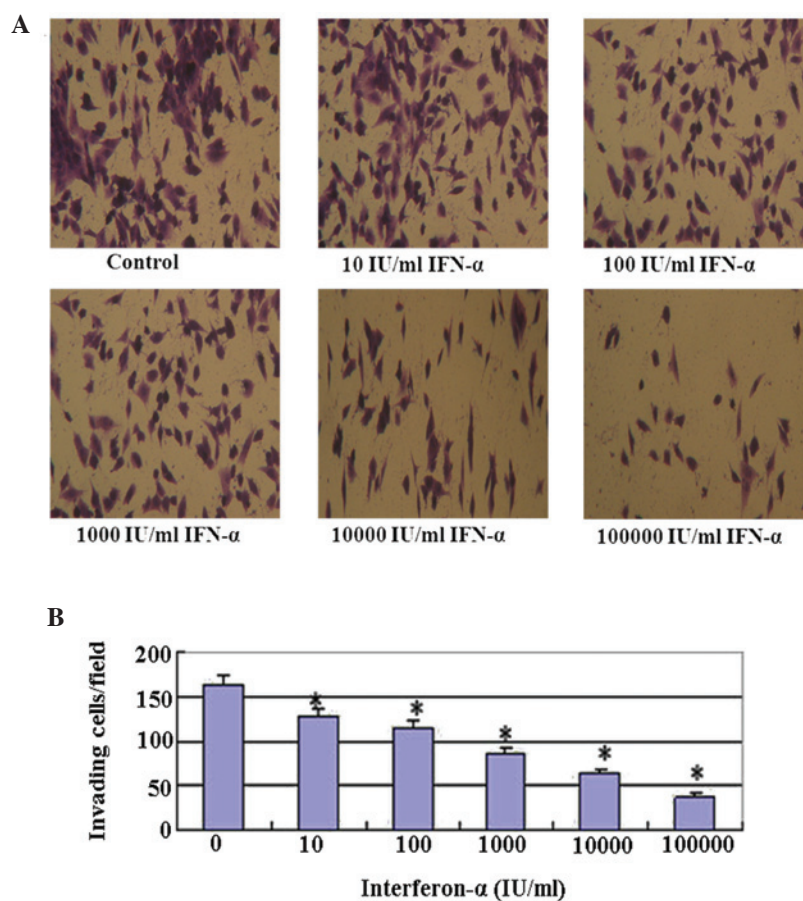 A
Control
10 IU/ml IFN-α
100 IU/ml IFN-α
1000 IU/ml IFN-α
10000 IU/ml IFN-α
100000 IU/ml IFN-α
B
Invading cells/field
200
150
100
50
0
* * * * *
0 10 100 1000 10000 100000
Interferon-α (IU/ml)